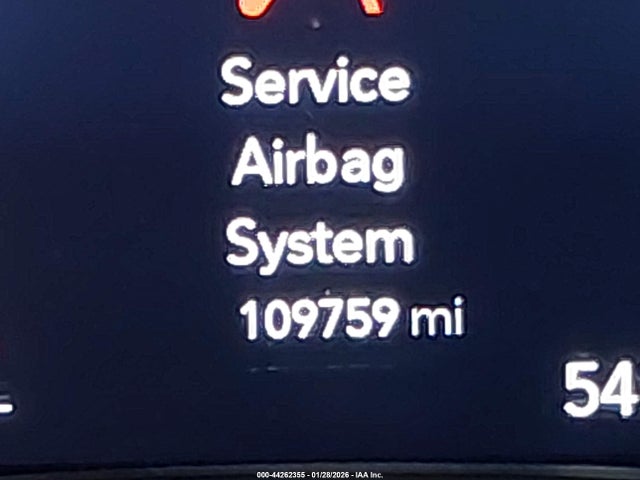 Service
Airbag
System
109759 mi
54
000-44262355 - 01/28/2026 - IAA Inc.